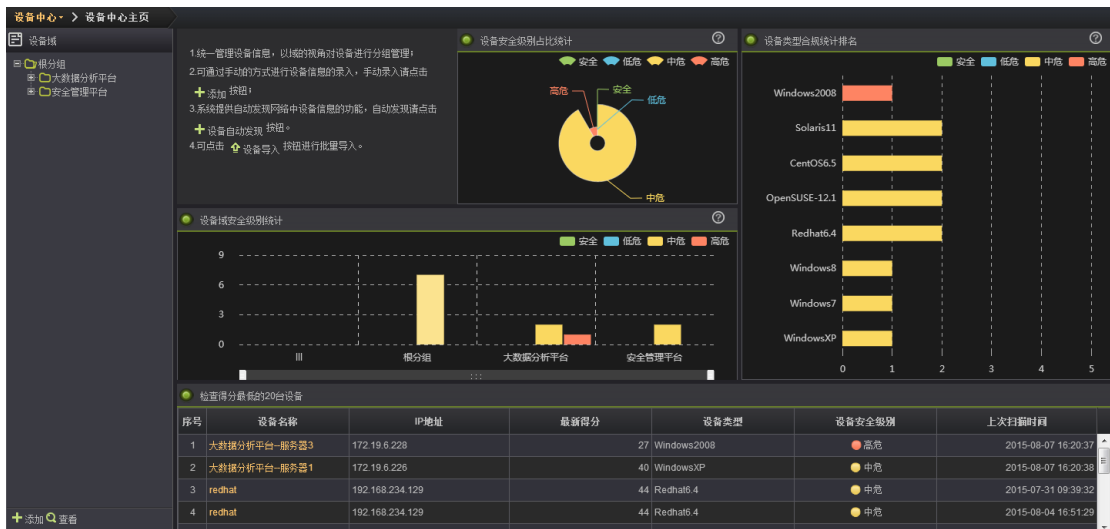 设备中心 > 设备中心主页
设备域
根分组
大数据分析平台
安全管理平台
添加 查看
1.统一管理设备信息，以域的视角对设备进行分组管理；
2.可通过手动的方式进行设备信息的录入，手动录入请点击
添加 按钮；
3.系统提供自动发现网络中设备信息的功能，自动发现请点击
设备自动发现 按钮。
4.可点击 设备导入 按钮进行批量导入。
设备安全级别占比统计
安全 低危 中危 高危
高危
安全
低危
中危
设备域安全级别统计
安全 低危 中危 高危
9
6
3
0
III 根分组 大数据分析平台 安全管理平台
设备类型合规统计排名
安全 低危 中危 高危
Windows2008
Solaris11
CentOS6.5
OpenSUSE-12.1
Redhat6.4
Windows8
Windows7
WindowsXP
0 1 2 3 4 5
检查得分最低的20台设备
序号 设备名称 IP地址 最新得分 设备类型 设备安全级别 上次扫描时间
1 大数据分析平台--服务器3 172.19.6.228 27 Windows2008 高危 2015-08-07 16:20:37
2 大数据分析平台--服务器1 172.19.6.226 40 WindowsXP 中危 2015-08-07 16:20:38
3 redhat 192.168.234.129 44 Redhat6.4 中危 2015-07-31 09:39:32
4 redhat 192.168.234.129 44 Redhat6.4 中危 2015-08-04 16:51:29